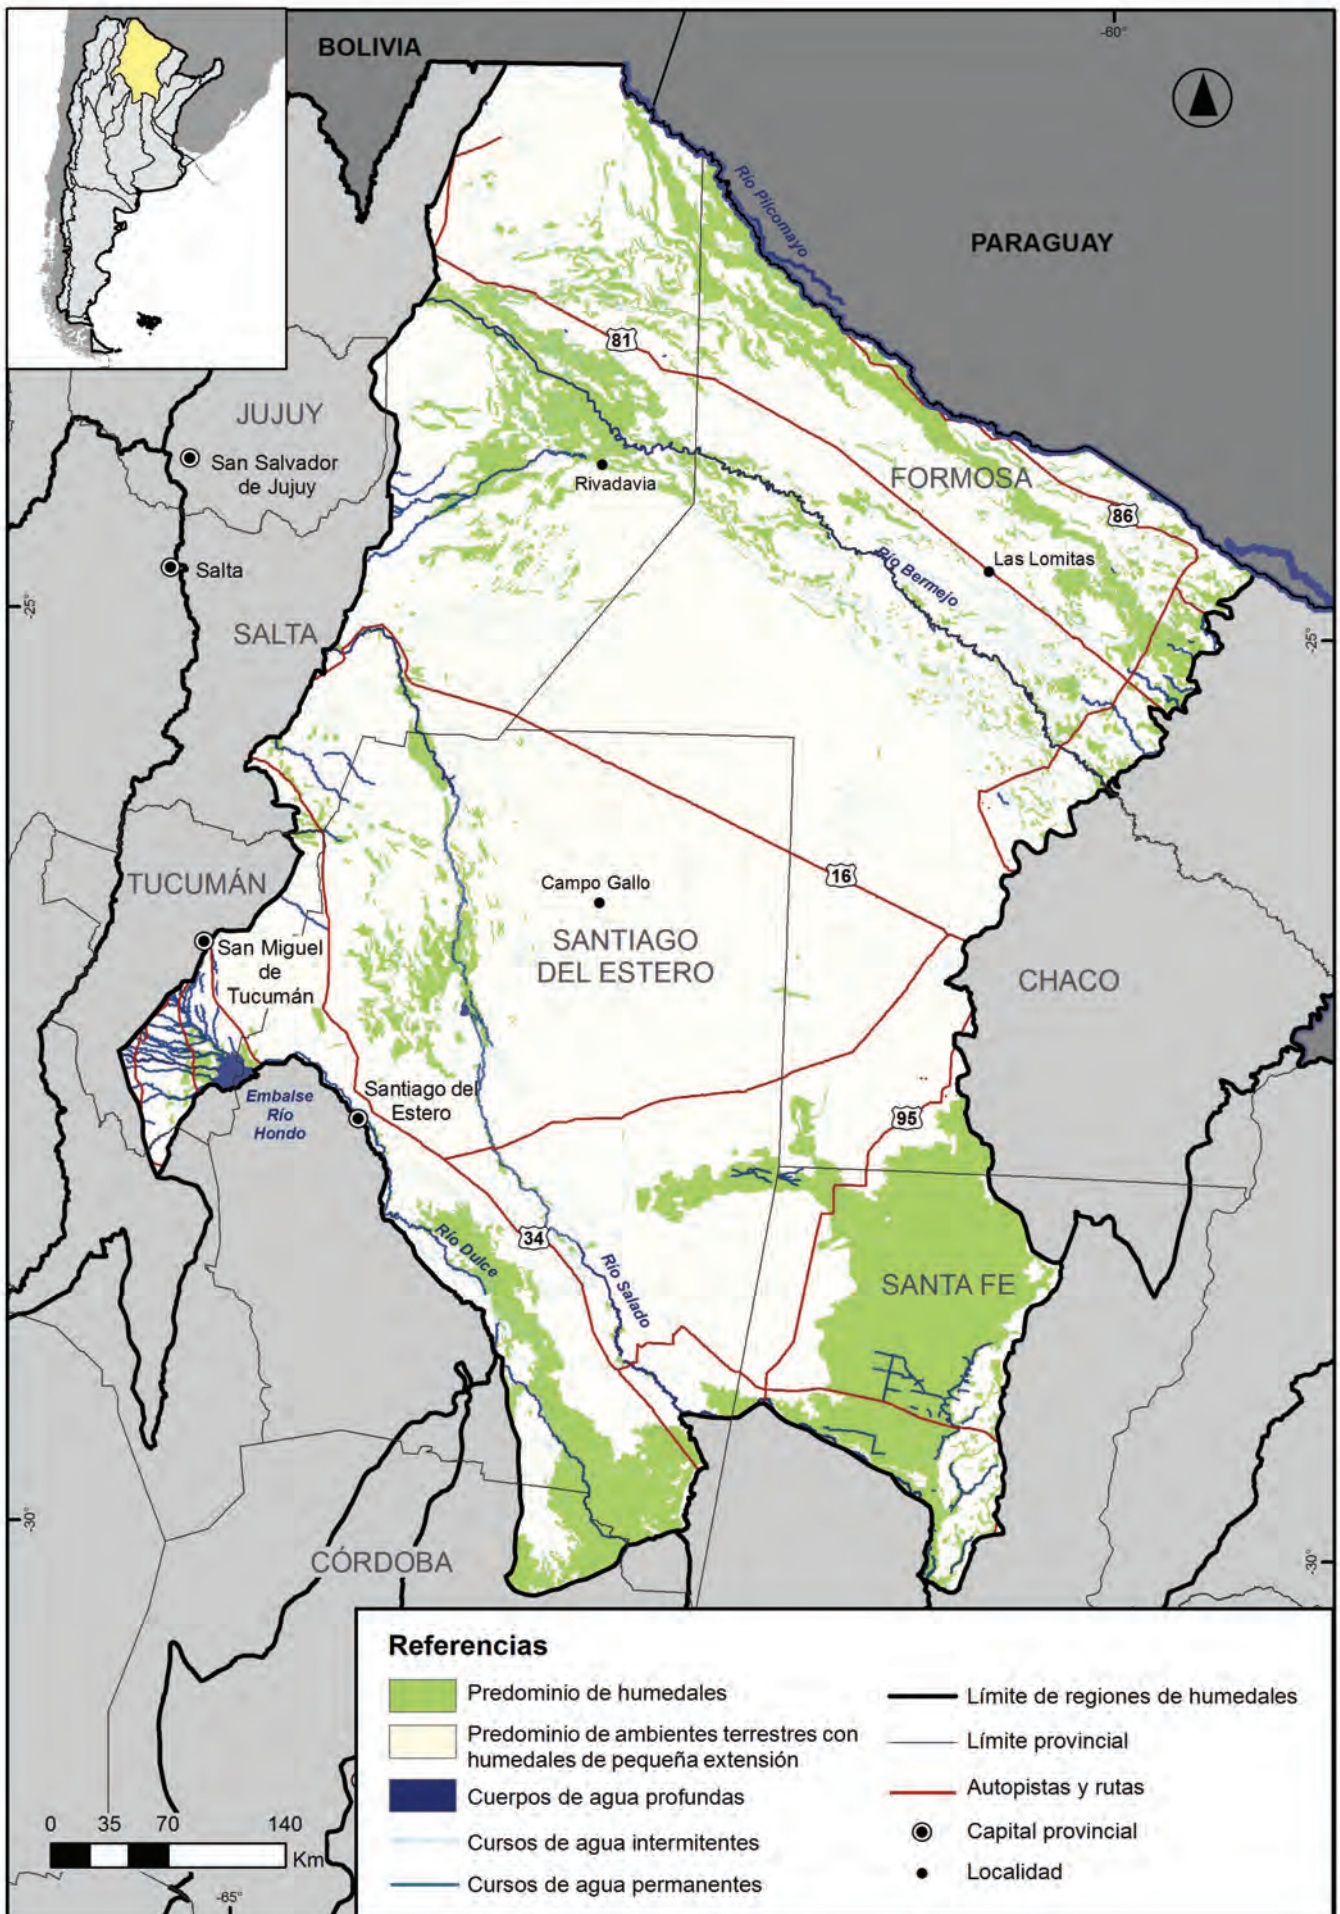 BOLIVIA
-60°
PARAGUAY
Río Pilcomayo
81
JUJUY
San Salvador
de Jujuy
Rivadavia
FORMOSA
86
Salta
Las Lomitas
Río Bermejo
-25°
-25°
SALTA
16
TUCUMÁN
Campo Gallo
SANTIAGO
DEL ESTERO
San Miguel
de
Tucumán
CHACO
Embalse
Río
Hondo
Santiago del
Estero
95
34
Río Dulce
Río Salado
SANTA FE
-30°
-30°
CÓRDOBA
Referencias
Predominio de humedales
Predominio de ambientes terrestres con
humedales de pequeña extensión
Cuerpos de agua profundas
Cursos de agua intermitentes
Cursos de agua permanentes
Límite de regiones de humedales
Límite provincial
Autopistas y rutas
Capital provincial
Localidad
0 35 70 140
Km
-65°